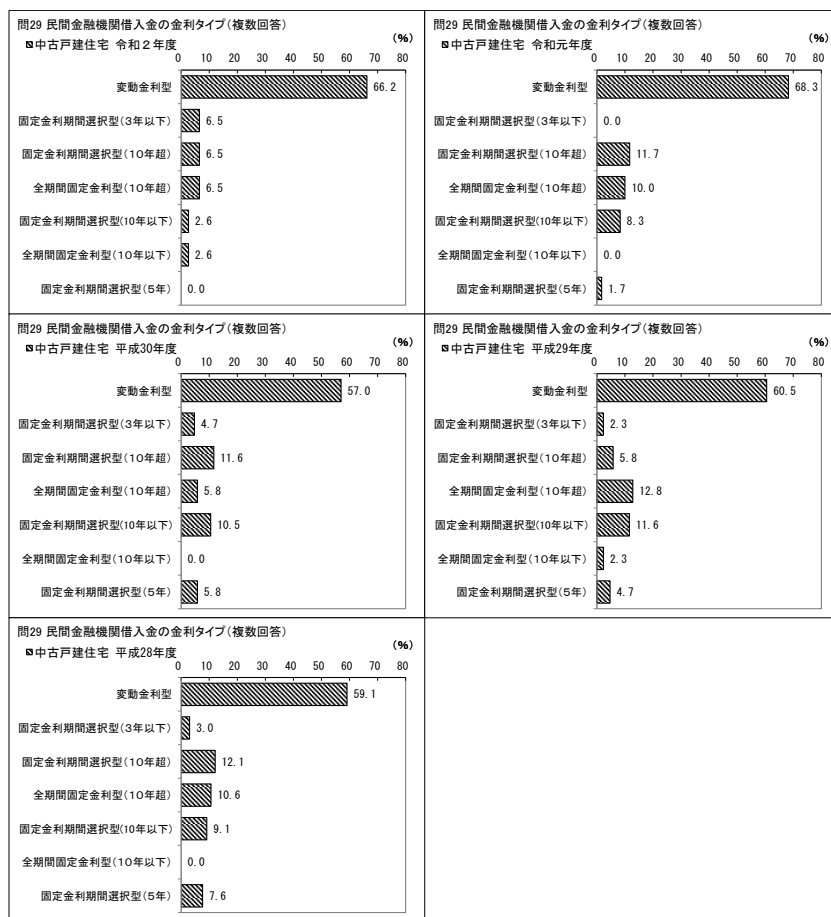 問29 民間金融機関借入金の金利タイプ(複数回答)
中古戸建住宅 令和2年度
(%)
0 10 20 30 40 50 60 70 80
変動金利型 66.2
固定金利期間選択型(3年以下) 6.5
固定金利期間選択型(10年超) 6.5
全期間固定金利型(10年超) 6.5
固定金利期間選択型(10年以下) 2.6
全期間固定金利型(10年以下) 2.6
固定金利期間選択型(5年) 0.0
問29 民間金融機関借入金の金利タイプ(複数回答)
中古戸建住宅 令和元年度
(%)
0 10 20 30 40 50 60 70 80
変動金利型 68.3
固定金利期間選択型(3年以下) 0.0
固定金利期間選択型(10年超) 11.7
全期間固定金利型(10年超) 10.0
固定金利期間選択型(10年以下) 8.3
全期間固定金利型(10年以下) 0.0
固定金利期間選択型(5年) 1.7
問29 民間金融機関借入金の金利タイプ(複数回答)
中古戸建住宅 平成30年度
(%)
0 10 20 30 40 50 60 70 80
変動金利型 57.0
固定金利期間選択型(3年以下) 4.7
固定金利期間選択型(10年超) 11.6
全期間固定金利型(10年超) 5.8
固定金利期間選択型(10年以下) 10.5
全期間固定金利型(10年以下) 0.0
固定金利期間選択型(5年) 5.8
問29 民間金融機関借入金の金利タイプ(複数回答)
中古戸建住宅 平成29年度
(%)
0 10 20 30 40 50 60 70 80
変動金利型 60.5
固定金利期間選択型(3年以下) 2.3
固定金利期間選択型(10年超) 5.8
全期間固定金利型(10年超) 12.8
固定金利期間選択型(10年以下) 11.6
全期間固定金利型(10年以下) 2.3
固定金利期間選択型(5年) 4.7
問29 民間金融機関借入金の金利タイプ(複数回答)
中古戸建住宅 平成28年度
(%)
0 10 20 30 40 50 60 70 80
変動金利型 59.1
固定金利期間選択型(3年以下) 3.0
固定金利期間選択型(10年超) 12.1
全期間固定金利型(10年超) 10.6
固定金利期間選択型(10年以下) 9.1
全期間固定金利型(10年以下) 0.0
固定金利期間選択型(5年) 7.6